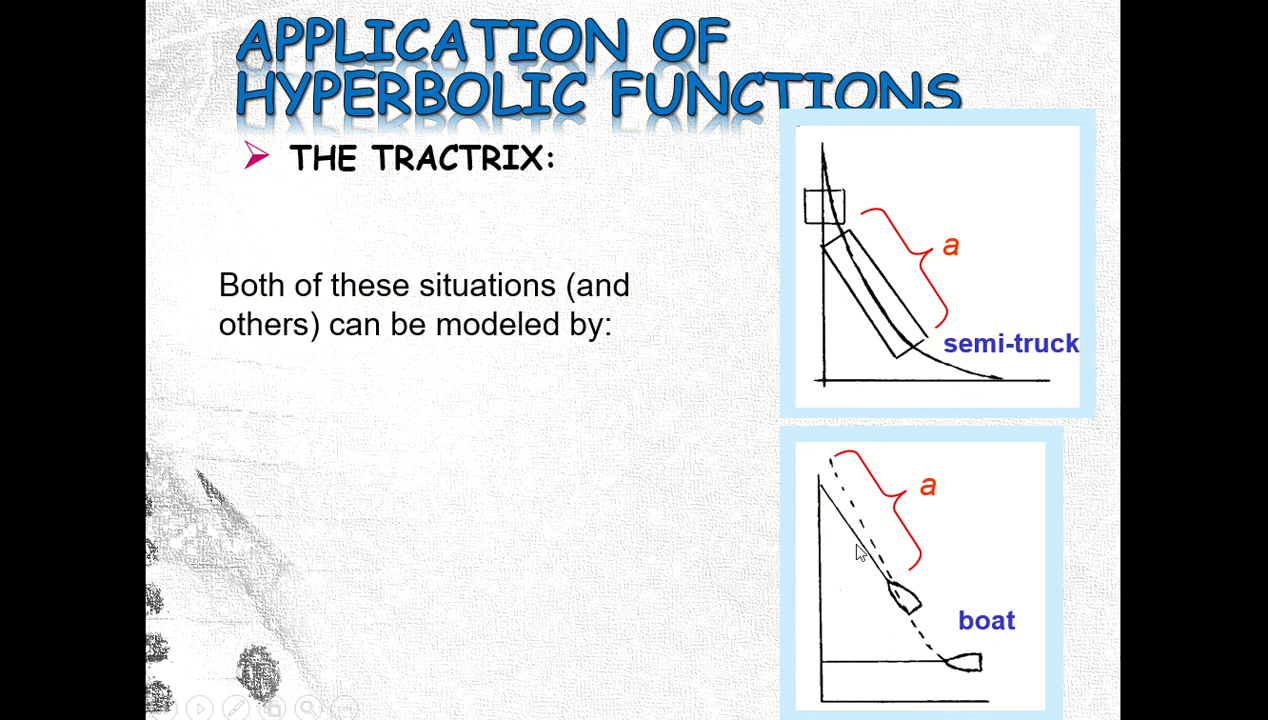 APPLICATION OF
HYPERBOLIC FUNCTIONS
THE TRACTRIX:
Both of these situations (and
others) can be modeled by:
a
semi-truck
a
boat